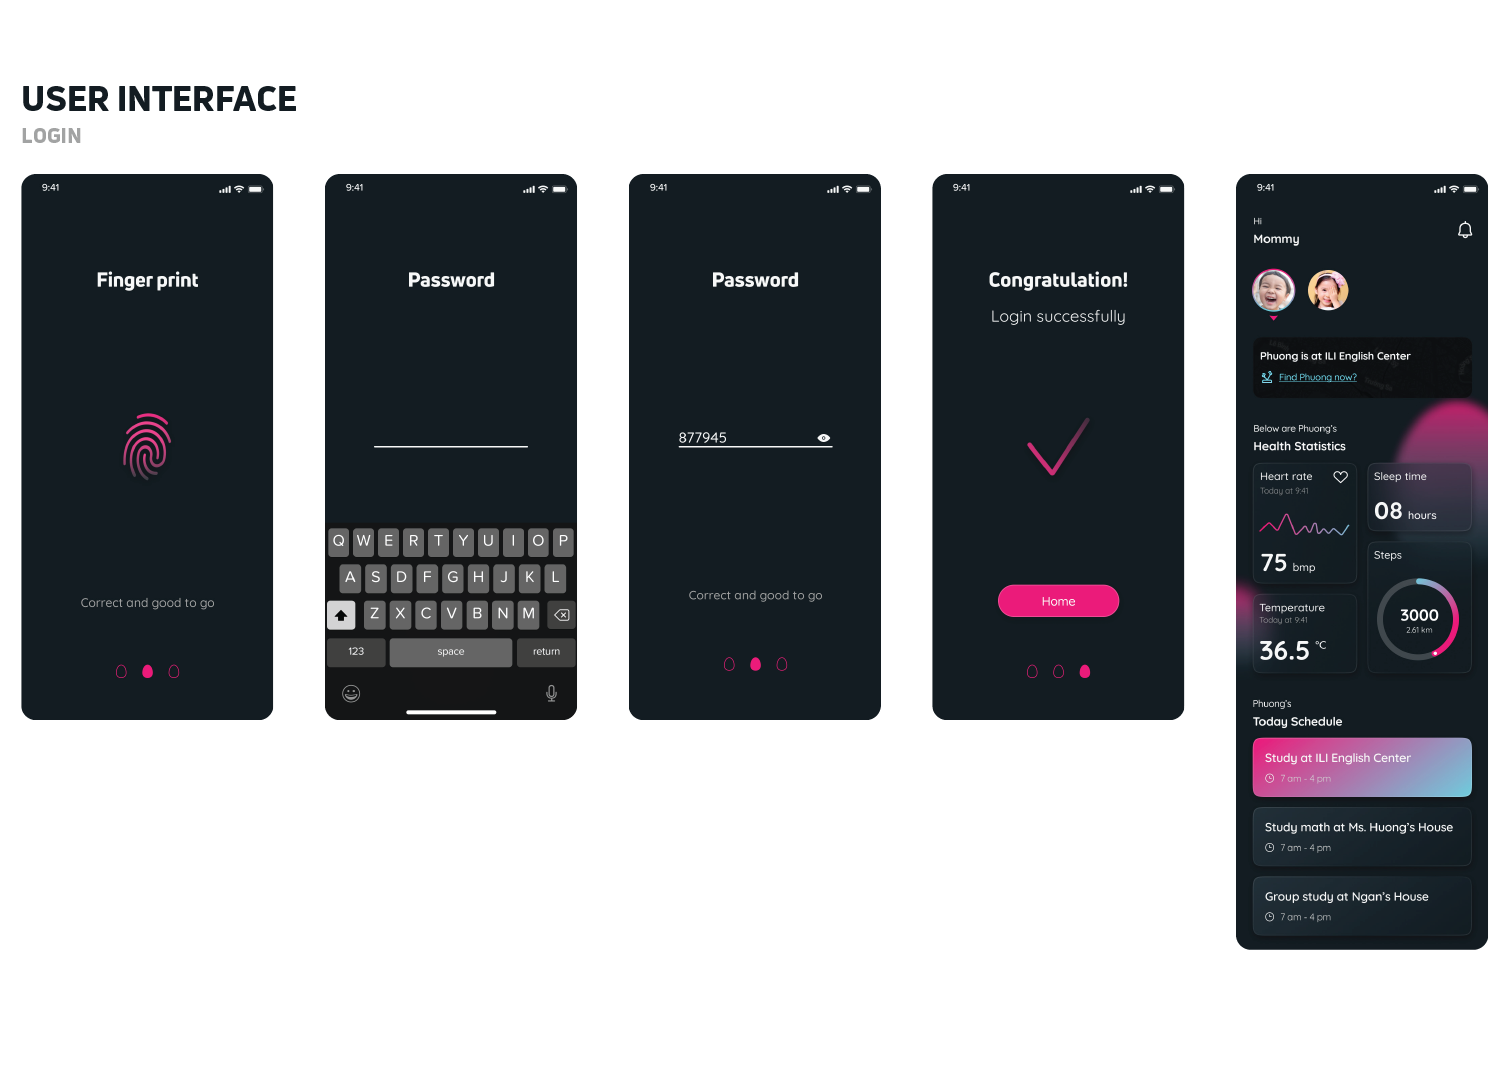 USER INTERFACE
LOGIN
9:41
Finger print
Correct and good to go
9:41
Password
Q W E R T Y U I O P
A S D F G H J K L
Z X C V B N M
123 space return
9:41
Password
877945
Correct and good to go
9:41
Congratulation!
Login successfully
Home
9:41
Hi
Mommy
Phuong is at ILI English Center
Find Phuong now?
Below are Phuong's
Health Statistics
Heart rate
Today at 9:41
75 bmp
Sleep time
08 hours
Steps
3000
2.61 km
Temperature
Today at 9:41
36.5 °C
Phuong's
Today Schedule
Study at ILI English Center
7 am - 4 pm
Study math at Ms. Huong's House
7 am - 4 pm
Group study at Ngan's House
7 am - 4 pm